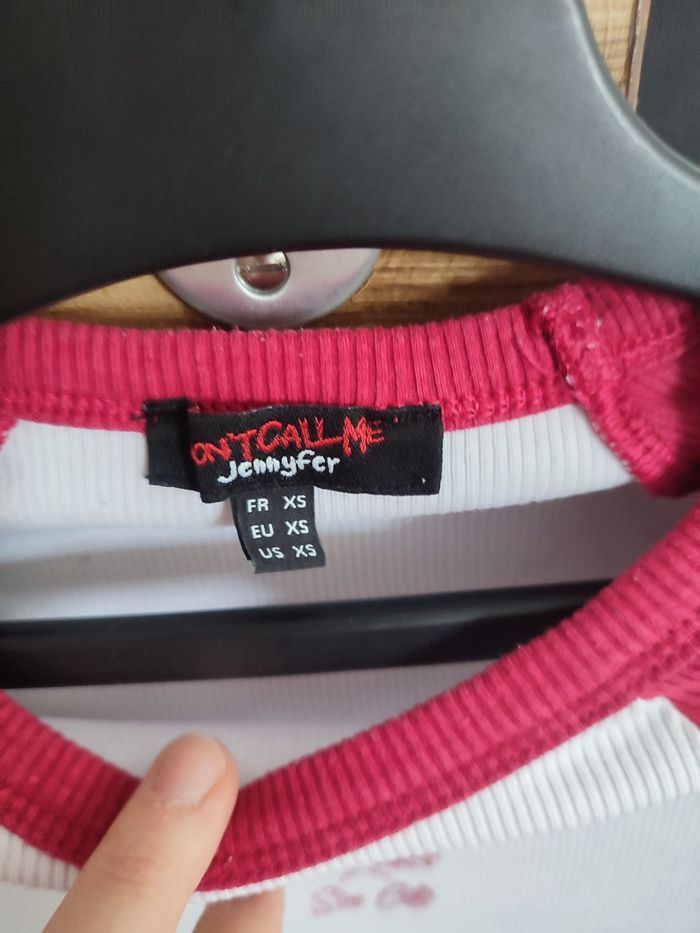 ON'T CALL ME
Jennyfer
FR XS
EU XS
US XS